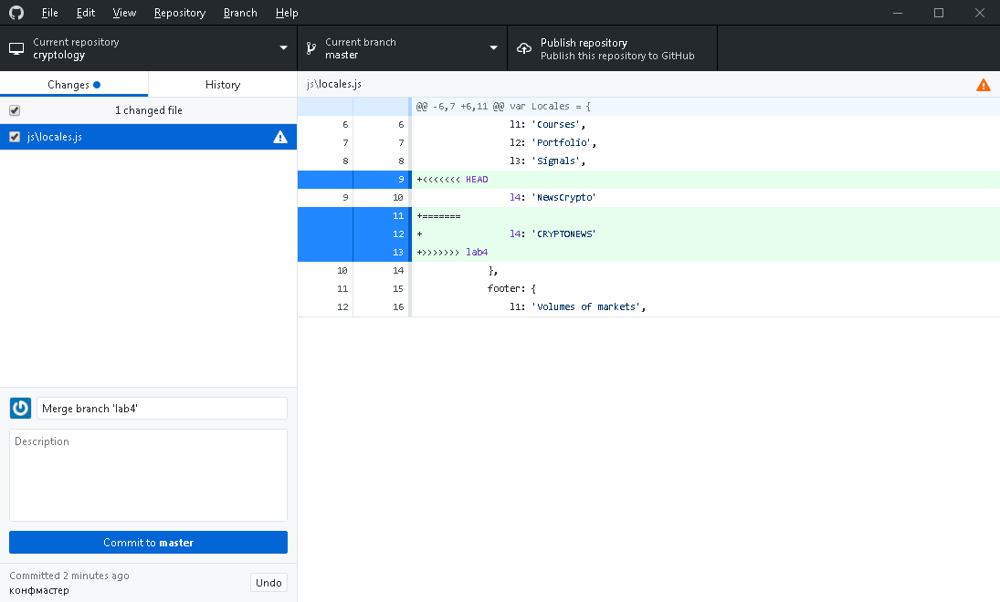 File Edit View Repository Branch Help
Current repository
cryptology
Current branch
master
Publish repository
Publish this repository to GitHub
Changes History
1 changed file
js\locales.js
js\locales.js
@@ -6,7 +6,11 @@ var Locales = {
6 6 l1: 'Courses',
7 7 l2: 'Portfolio',
8 8 l3: 'Signals',
9 +<<<<<<< HEAD
9 10 l4: 'NewsCrypto'
11 +=======
12 + l4: 'CRYPTONEWS'
13 +>>>>>>> lab4
10 14 },
11 15 footer: {
12 16 l1: 'Volumes of markets',
Merge branch 'lab4'
Description
Commit to master
Committed 2 minutes ago
конфмастер
Undo